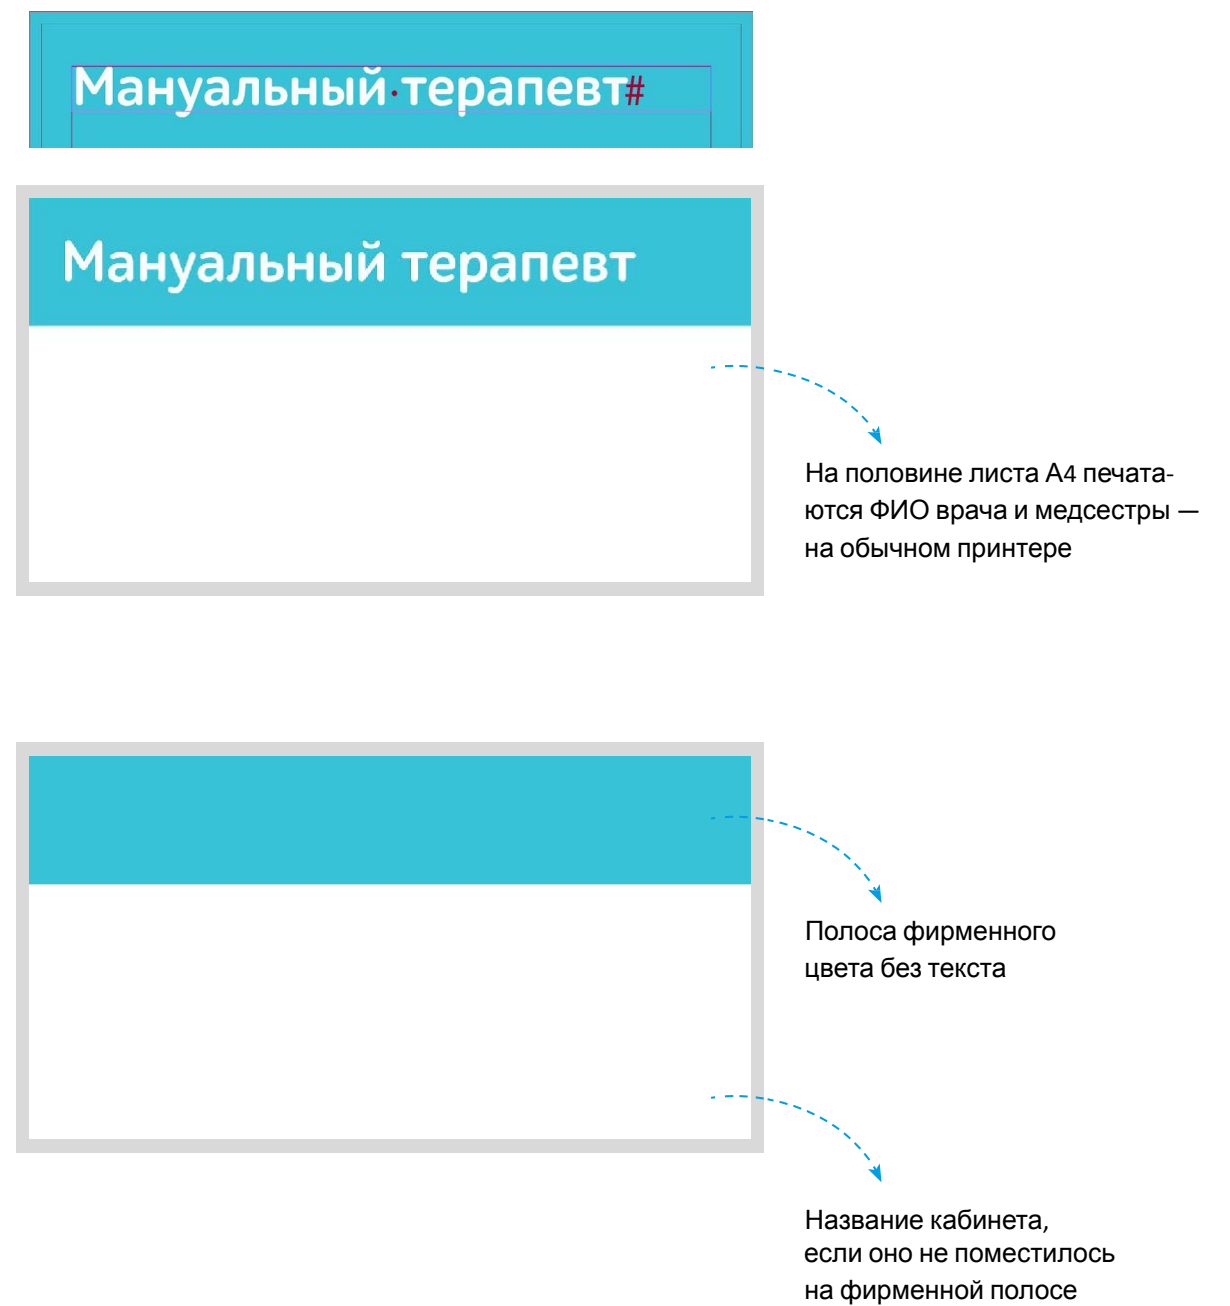 Мануальный·терапевт#
Мануальный терапевт
На половине листа А4 печата-
ются ФИО врача и медсестры —
на обычном принтере
Полоса фирменного
цвета без текста
Название кабинета,
если оно не поместилось
на фирменной полосе